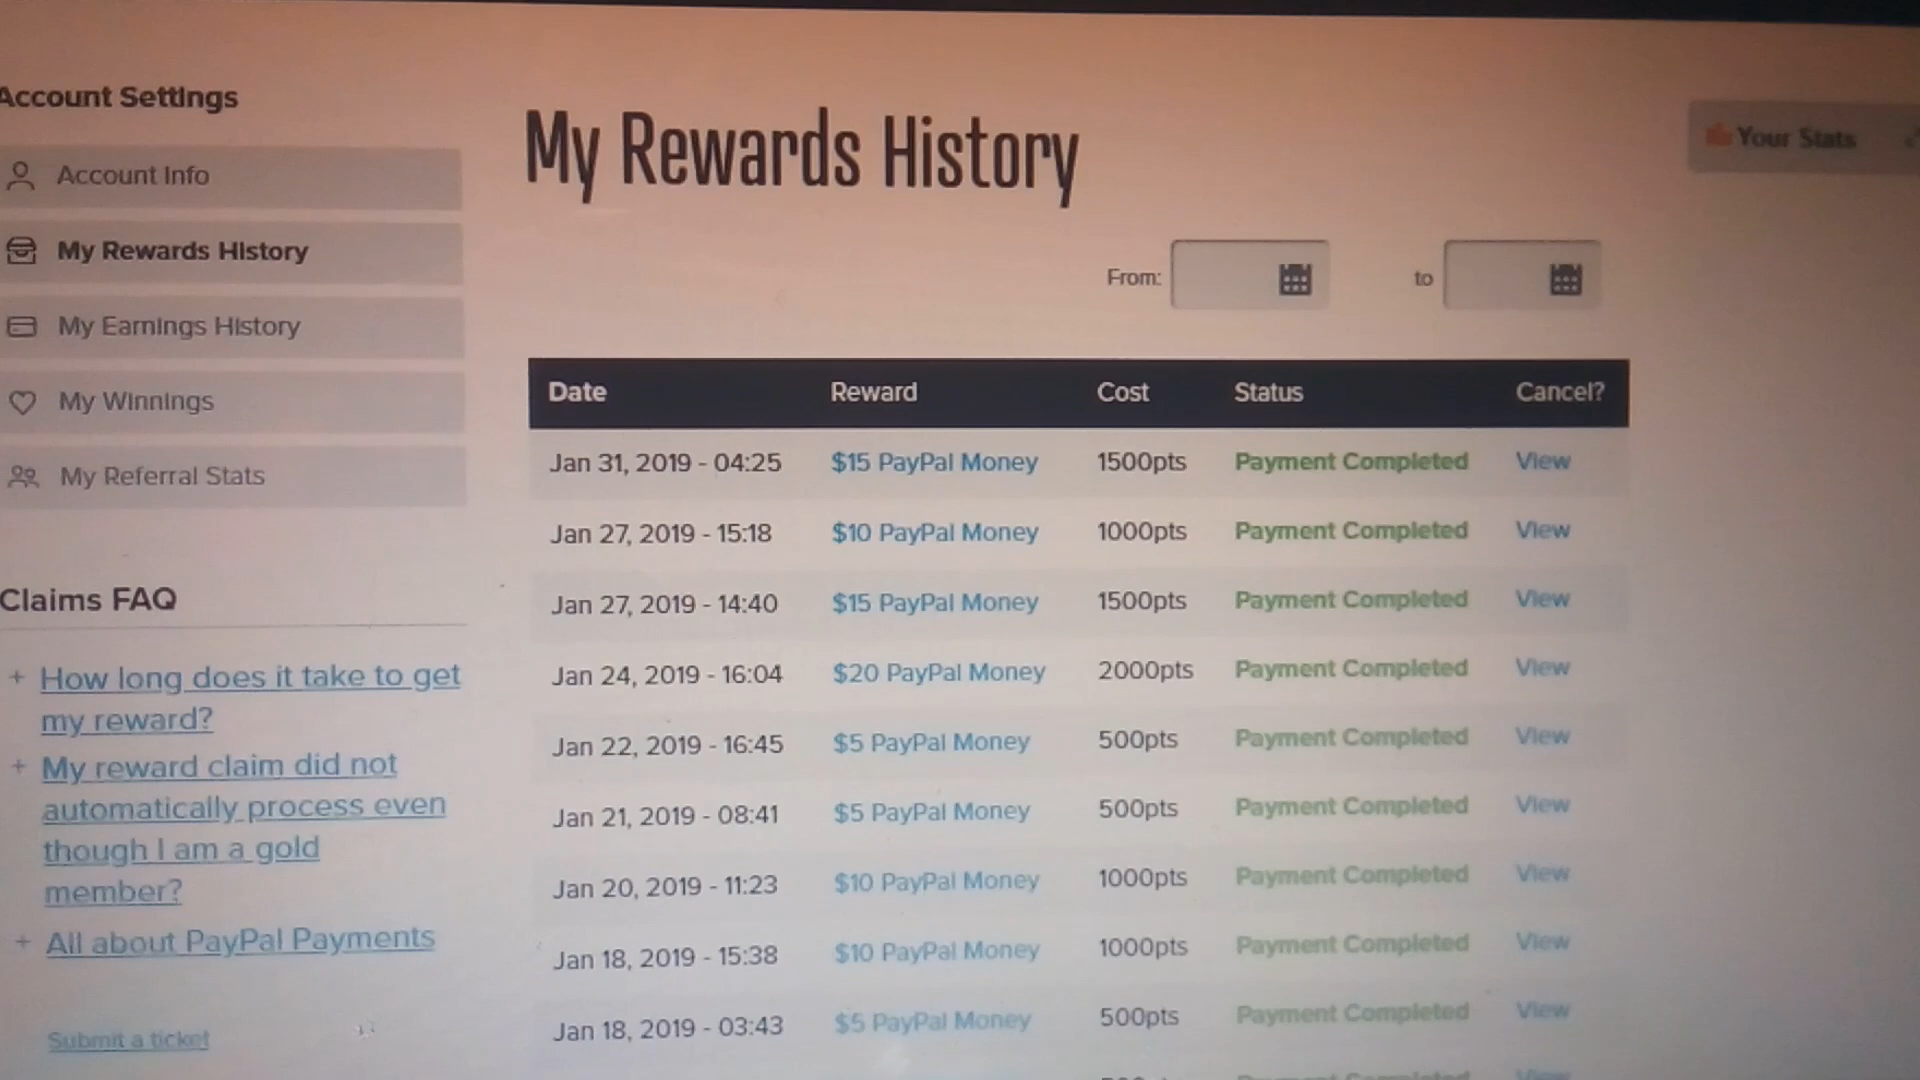 Account Settings
Account Info
My Rewards History
My Earnings History
My Winnings
My Referral Stats
Claims FAQ
+ How long does it take to get
my reward?
+ My reward claim did not
automatically process even
though I am a gold
member?
+ All about PayPal Payments
Submit a ticket
My Rewards History
From: to
Date Reward Cost Status Cancel?
Jan 31, 2019 - 04:25 $15 PayPal Money 1500pts Payment Completed View
Jan 27, 2019 - 15:18 $10 PayPal Money 1000pts Payment Completed View
Jan 27, 2019 - 14:40 $15 PayPal Money 1500pts Payment Completed View
Jan 24, 2019 - 16:04 $20 PayPal Money 2000pts Payment Completed View
Jan 22, 2019 - 16:45 $5 PayPal Money 500pts Payment Completed View
Jan 21, 2019 - 08:41 $5 PayPal Money 500pts Payment Completed View
Jan 20, 2019 - 11:23 $10 PayPal Money 1000pts Payment Completed View
Jan 18, 2019 - 15:38 $10 PayPal Money 1000pts Payment Completed View
Jan 18, 2019 - 03:43 $5 PayPal Money 500pts Payment Completed View
Payment Completed View
Your Stats